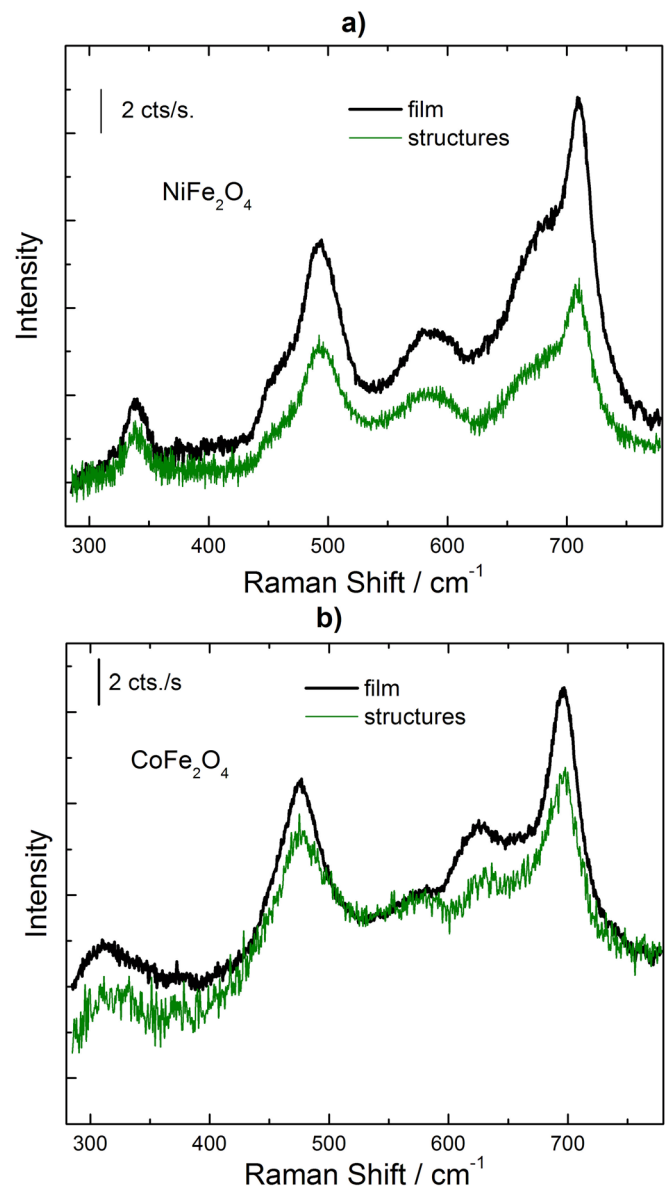 a)
2 cts/s.
film
structures
NiFe₂O₄
Intensity
300 400 500 600 700
Raman Shift / cm⁻¹
b)
2 cts./s
film
structures
CoFe₂O₄
Intensity
300 400 500 600 700
Raman Shift / cm⁻¹